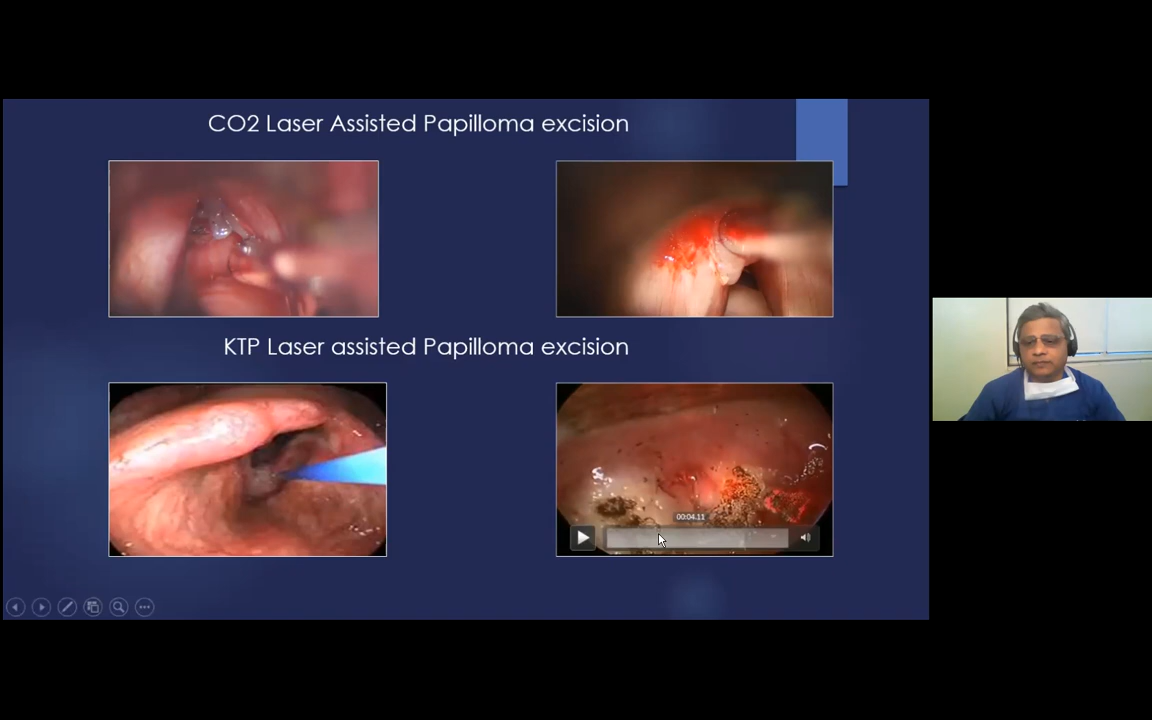 CO2 Laser Assisted Papilloma excision
KTP Laser assisted Papilloma excision
00:04.11